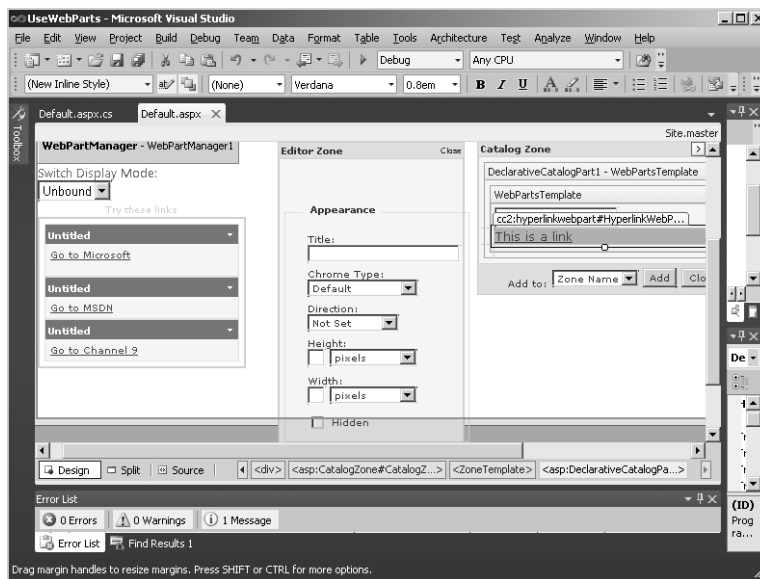 UseWebParts - Microsoft Visual Studio
File Edit View Project Build Debug Team Data Format Table Tools Architecture Test Analyze Window Help
Debug Any CPU
(New Inline Style) (None) Verdana 0.8em B I U A
Toolbox
Default.aspx.cs Default.aspx
Site.master
WebPartManager - WebPartManager1
Switch Display Mode:
Unbound
Try these links
Untitled
Go to Microsoft
Untitled
Go to MSDN
Untitled
Go to Channel 9
Editor Zone Close
Appearance
Title:
Chrome Type:
Default
Direction:
Not Set
Height:
pixels
Width:
pixels
Hidden
Catalog Zone
DeclarativeCatalogPart1 - WebPartsTemplate
WebPartsTemplate
cc2:hyperlinkwebpart#HyperlinkWebP...
This is a link
Add to: Zone Name Add Clo
De
Design Split Source <div> <asp:CatalogZone#CatalogZ...> <ZoneTemplate> <asp:DeclarativeCatalogPa...>
Error List
0 Errors 0 Warnings 1 Message
Error List Find Results 1
(ID)
Prog
ra...
Drag margin handles to resize margins. Press SHIFT or CTRL for more options.